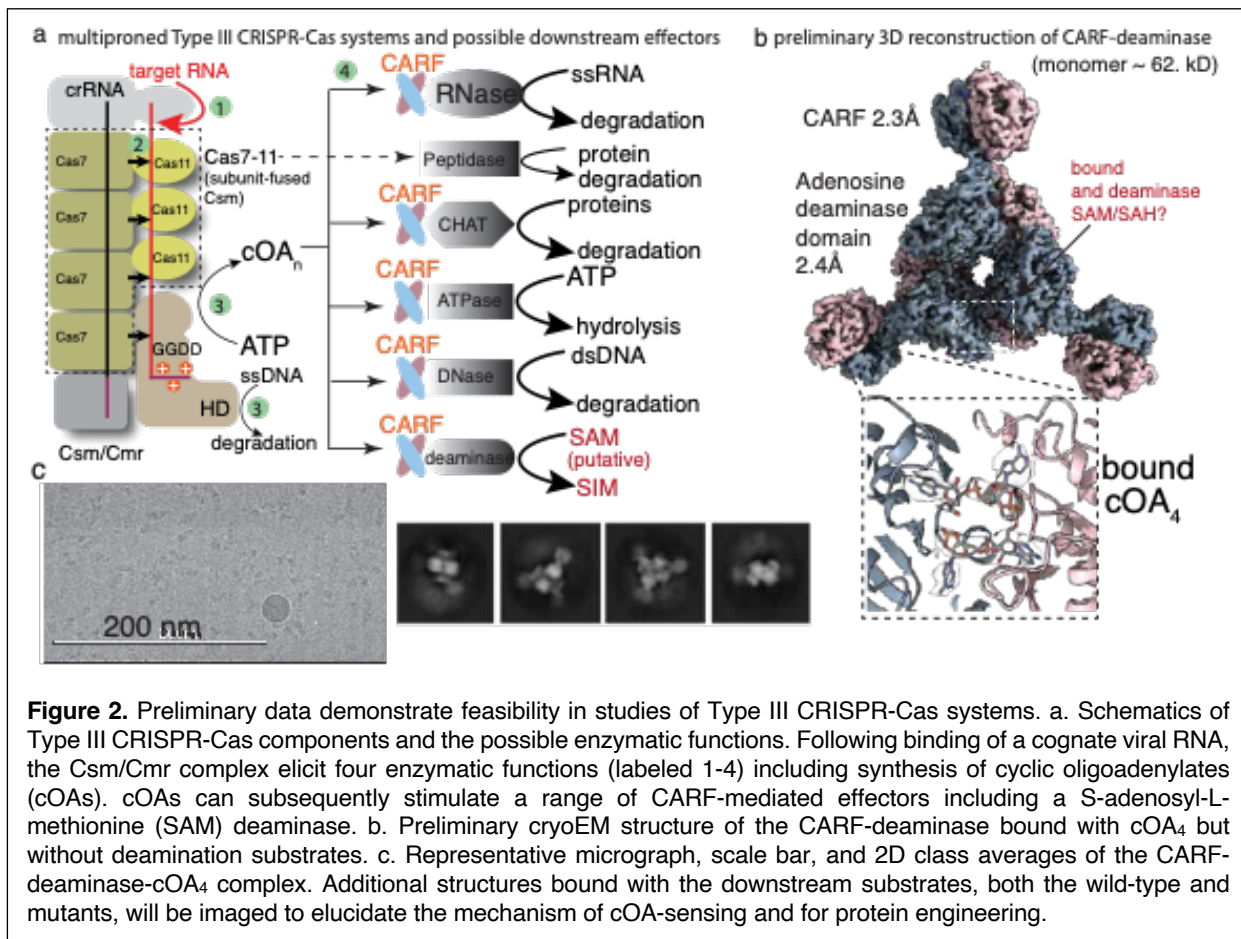 a multiproned Type III CRISPR-Cas systems and possible downstream effectors
target RNA
crRNA
1
2
Cas7
Cas7
Cas7
Cas7
Cas11
Cas11
Cas11
Cas7-11
(subunit-fused
Csm)
cOAn
3
ATP
GGDD
+ + +
ssDNA
HD
3
degradation
Csm/Cmr
4
CARF
RNase
ssRNA
degradation
Peptidase
protein
degradation
CARF
CHAT
proteins
degradation
CARF
ATPase
ATP
hydrolysis
CARF
DNase
dsDNA
degradation
CARF
deaminase
SAM
(putative)
SIM
b preliminary 3D reconstruction of CARF-deaminase
(monomer ~ 62. kD)
CARF 2.3Å
Adenosine
deaminase
domain
2.4Å
bound
and deaminase
SAM/SAH?
bound
cOA4
c
200 nm
Figure 2. Preliminary data demonstrate feasibility in studies of Type III CRISPR-Cas systems. a. Schematics of
Type III CRISPR-Cas components and the possible enzymatic functions. Following binding of a cognate viral RNA,
the Csm/Cmr complex elicit four enzymatic functions (labeled 1-4) including synthesis of cyclic oligoadenylates
(cOAs). cOAs can subsequently stimulate a range of CARF-mediated effectors including a S-adenosyl-L-
methionine (SAM) deaminase. b. Preliminary cryoEM structure of the CARF-deaminase bound with cOA4 but
without deamination substrates. c. Representative micrograph, scale bar, and 2D class averages of the CARF-
deaminase-cOA4 complex. Additional structures bound with the downstream substrates, both the wild-type and
mutants, will be imaged to elucidate the mechanism of cOA-sensing and for protein engineering.